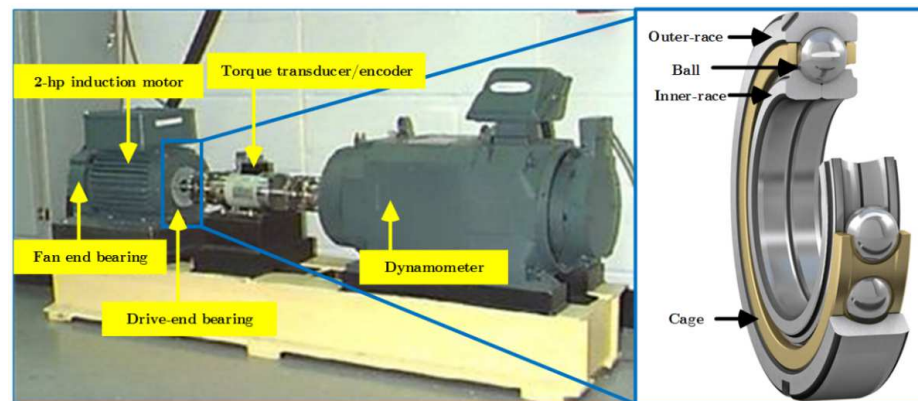 2-hp induction motor
Torque transducer/encoder
Fan end bearing
Drive-end bearing
Dynamometer
Outer-race
Ball
Inner-race
Cage